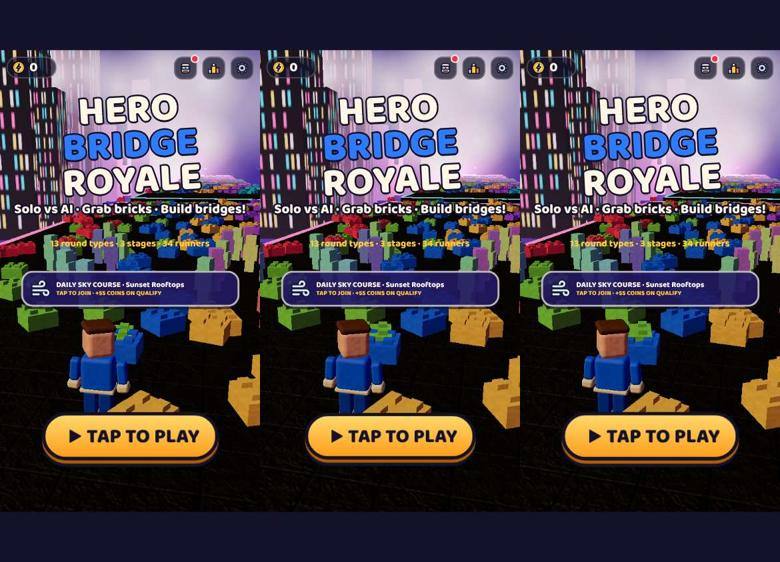 0
HERO
BRIDGE
ROYALE
Solo vs AI · Grab bricks · Build bridges!
13 round types · 3 stages · 34 runners
DAILY SKY COURSE · Sunset Rooftops
TAP TO JOIN · +55 COINS ON QUALIFY
▶ TAP TO PLAY
0
HERO
BRIDGE
ROYALE
Solo vs AI · Grab bricks · Build bridges!
13 round types · 3 stages · 34 runners
DAILY SKY COURSE · Sunset Rooftops
TAP TO JOIN · +55 COINS ON QUALIFY
▶ TAP TO PLAY
0
HERO
BRIDGE
ROYALE
Solo vs AI · Grab bricks · Build bridges!
13 round types · 3 stages · 34 runners
DAILY SKY COURSE · Sunset Rooftops
TAP TO JOIN · +55 COINS ON QUALIFY
▶ TAP TO PLAY